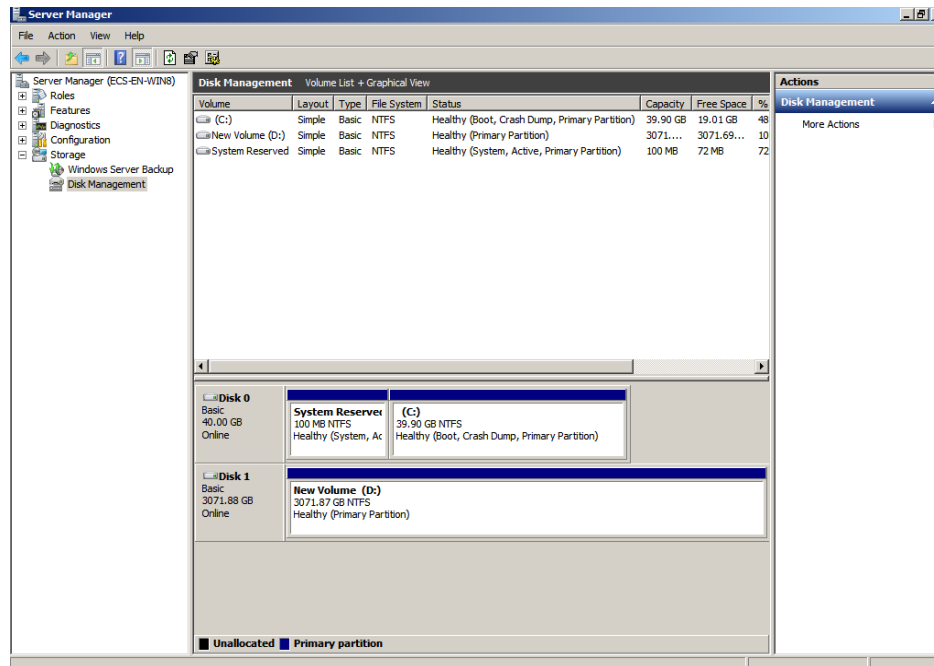 Server Manager
File Action View Help
Server Manager (ECS-EN-WIN8)
Roles
Features
Diagnostics
Configuration
Storage
Windows Server Backup
Disk Management
Disk Management Volume List + Graphical View
Volume Layout Type File System Status Capacity Free Space %
(C:) Simple Basic NTFS Healthy (Boot, Crash Dump, Primary Partition) 39.90 GB 19.01 GB 48
New Volume (D:) Simple Basic NTFS Healthy (Primary Partition) 3071.... 3071.69... 10
System Reserved Simple Basic NTFS Healthy (System, Active, Primary Partition) 100 MB 72 MB 72
Disk 0
Basic
40.00 GB
Online
System Reserve
100 MB NTFS
Healthy (System, Ac
(C:)
39.90 GB NTFS
Healthy (Boot, Crash Dump, Primary Partition)
Disk 1
Basic
3071.88 GB
Online
New Volume (D:)
3071.87 GB NTFS
Healthy (Primary Partition)
Unallocated Primary partition
Actions
Disk Management
More Actions